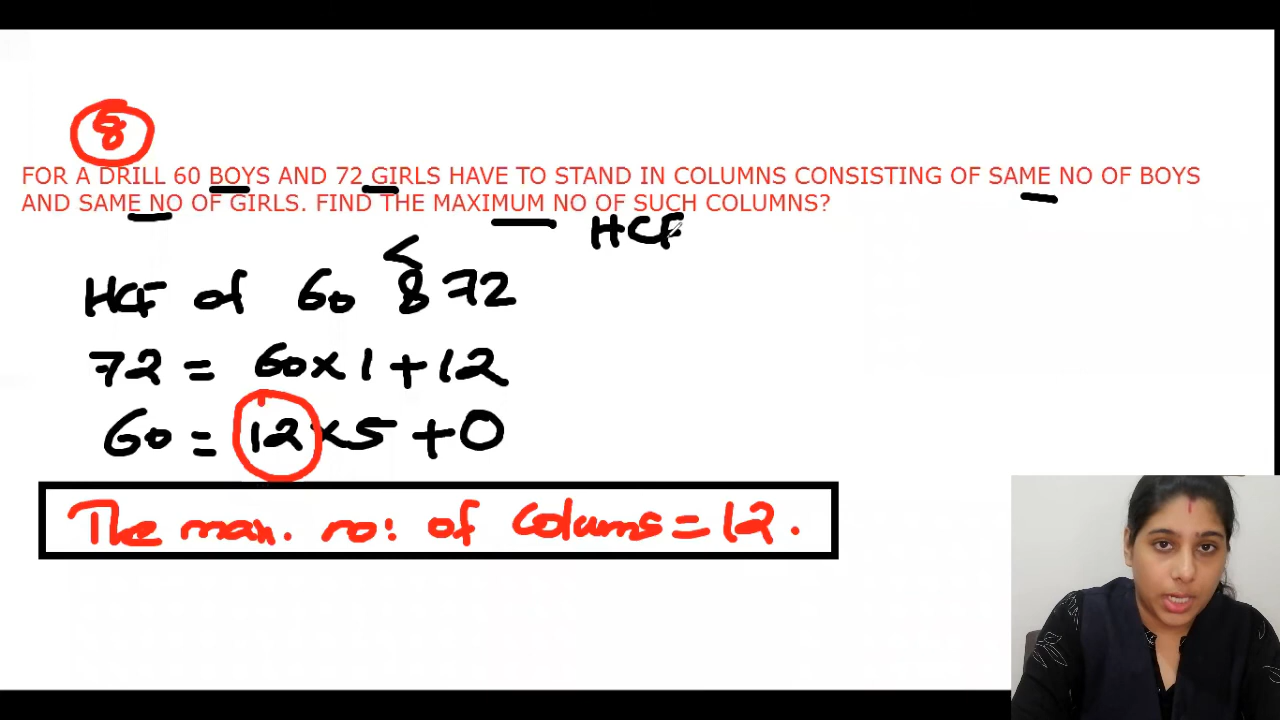 8
FOR A DRILL 60 BOYS AND 72 GIRLS HAVE TO STAND IN COLUMNS CONSISTING OF SAME NO OF BOYS
AND SAME NO OF GIRLS. FIND THE MAXIMUM NO OF SUCH COLUMNS?
HCF
HCF of 60 & 72
72 = 60×1+12
60 = 12×5+0
The max. no: of colums = 12.